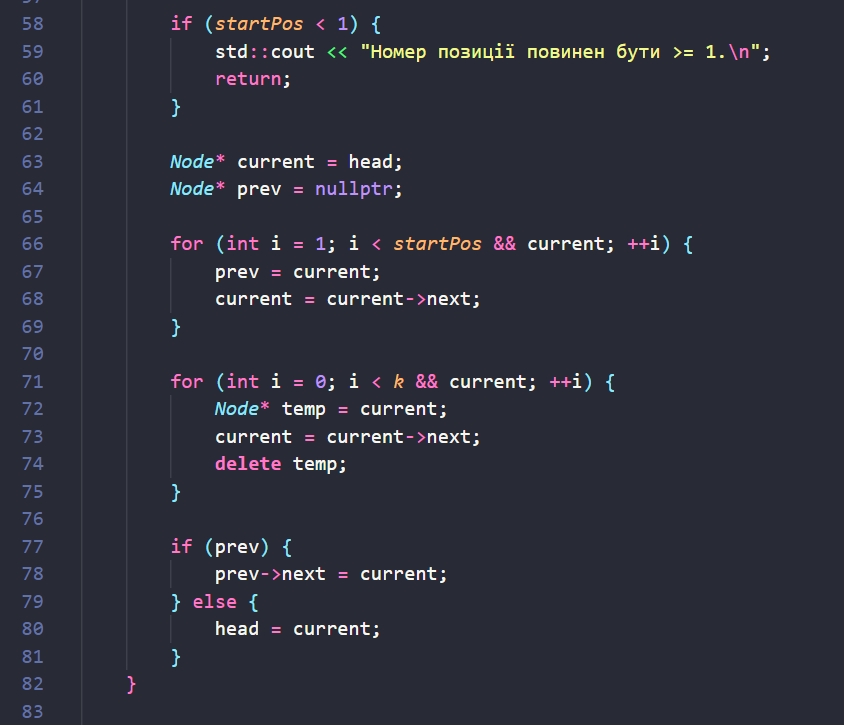 58 if (startPos < 1) {
59 std::cout << "Номер позиції повинен бути >= 1.\n";
60 return;
61 }
62
63 Node* current = head;
64 Node* prev = nullptr;
65
66 for (int i = 1; i < startPos && current; ++i) {
67 prev = current;
68 current = current->next;
69 }
70
71 for (int i = 0; i < k && current; ++i) {
72 Node* temp = current;
73 current = current->next;
74 delete temp;
75 }
76
77 if (prev) {
78 prev->next = current;
79 } else {
80 head = current;
81 }
82 }
83